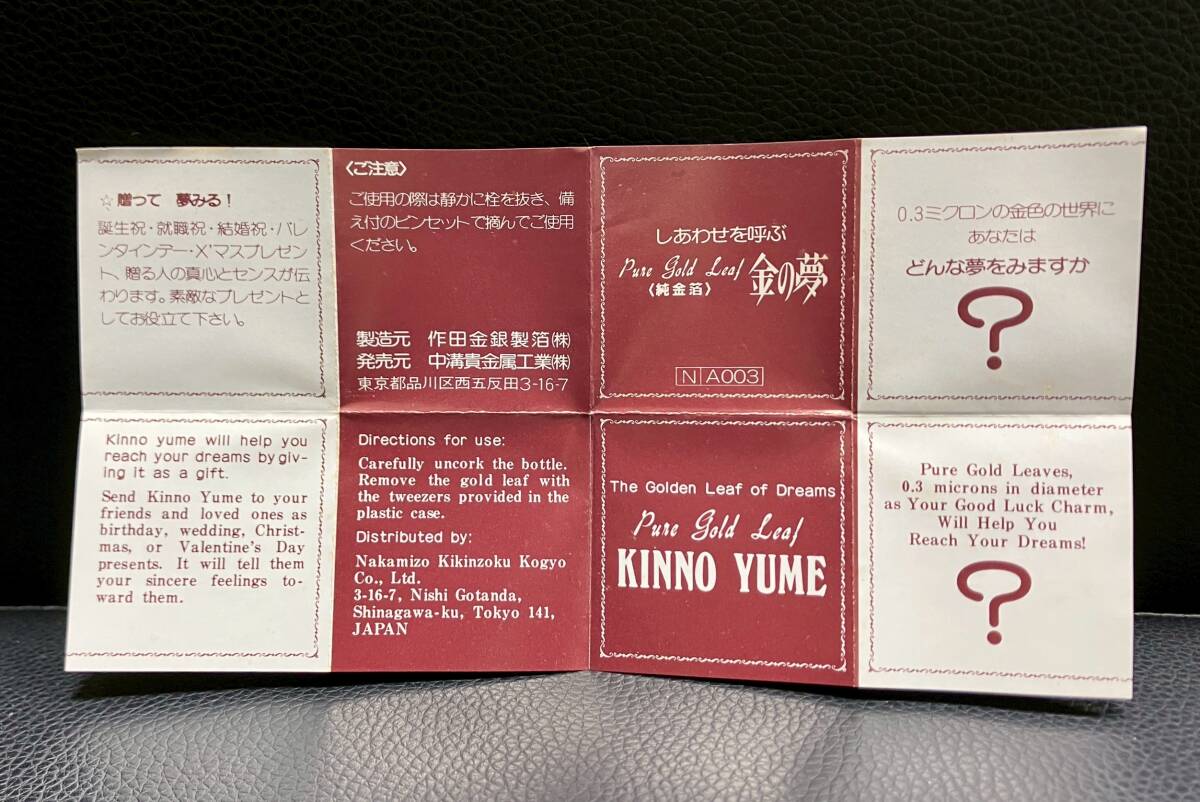 ☆贈って 夢みる！
誕生祝・就職祝・結婚祝・バレ
ンタインデー・X'マスプレゼン
ト、贈る人の真心とセンスが伝
わります。素敵なプレゼントと
してお役立て下さい。
〈ご注意〉
ご使用の際は静かに栓を抜き、備
え付のピンセットで摘んでご使用
ください。
製造元 作田金銀製箔㈱
発売元 中溝貴金属工業㈱
東京都品川区西五反田3-16-7
しあわせを呼ぶ
Pure Gold Leaf 金の夢
〈純金箔〉
N A003
0.3ミクロンの金色の世界に
あなたは
どんな夢をみますか
?
Kinno yume will help you
reach your dreams by giv-
ing it as a gift.
Send Kinno Yume to your
friends and loved ones as
birthday, wedding, Christ-
mas, or Valentine's Day
presents. It will tell them
your sincere feelings to-
ward them.
Directions for use:
Carefully uncork the bottle.
Remove the gold leaf with
the tweezers provided in the
plastic case.
Distributed by:
Nakamizo Kikinzoku Kogyo
Co., Ltd.
3-16-7, Nishi Gotanda,
Shinagawa-ku, Tokyo 141,
JAPAN
The Golden Leaf of Dreams
Pure Gold Leaf
KINNO YUME
Pure Gold Leaves,
0.3 microns in diameter
as Your Good Luck Charm,
Will Help You
Reach Your Dreams!
?